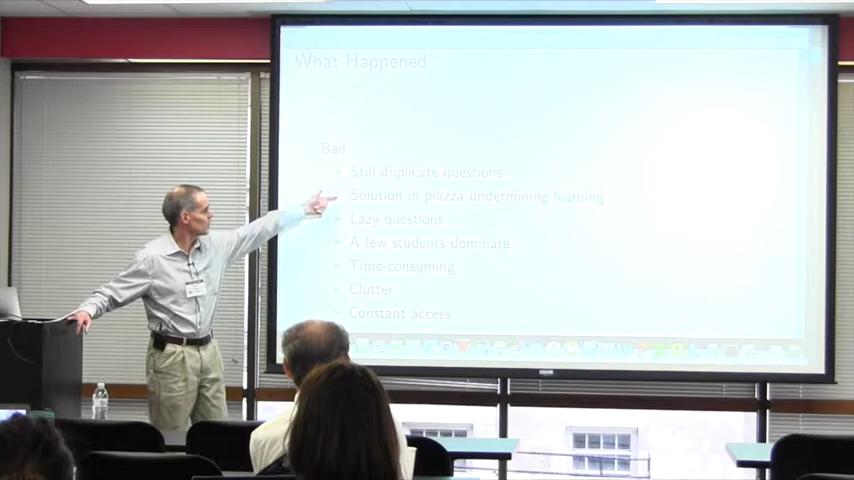 What Happened
Bad
Still duplicate questions
Solution in piazza undermining learning
Lazy questions
A few students dominate
Time-consuming
Clutter
Constant access